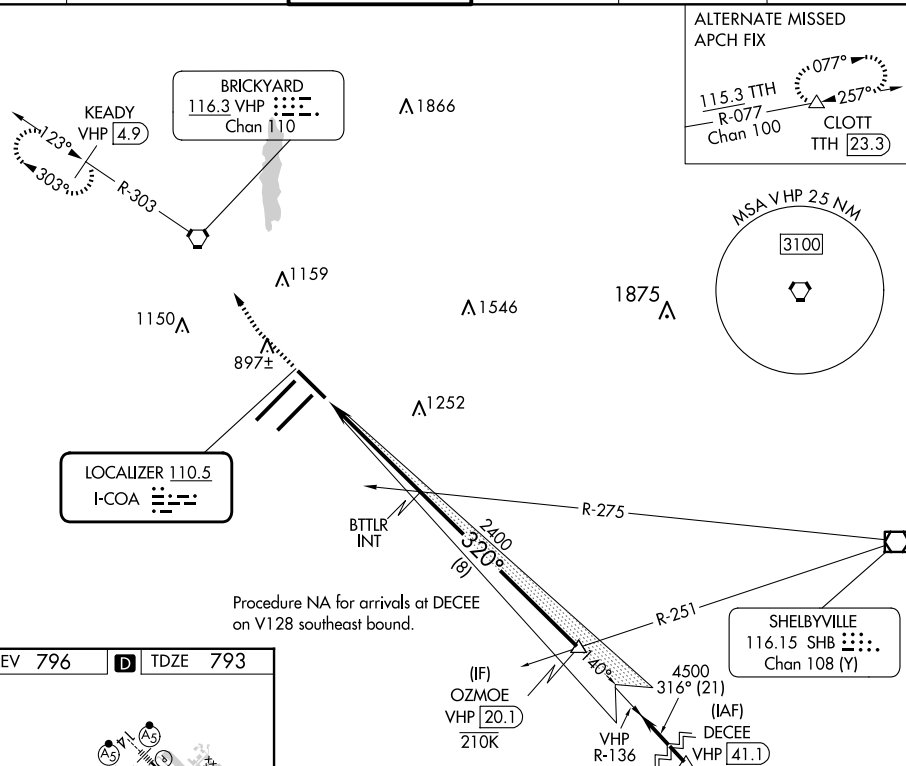 ALTERNATE MISSED
APCH FIX
077°
257°
115.3 TTH
R-077
Chan 100
CLOTT
TTH 23.3
BRICKYARD
116.3 VHP
Chan 110
1866
KEADY
VHP 4.9
123°
303°
R-303
MSA VHP 25 NM
3100
1159
1150
897±
1546
1875
1252
LOCALIZER 110.5
I-COA
BTTLR
INT
2400
320°
(8)
R-275
R-251
Procedure NA for arrivals at DECEE
on V128 southeast bound.
SHELBYVILLE
116.15 SHB
Chan 108 (Y)
(IF)
OZMOE
VHP 20.1
210K
140°
4500
316° (21)
(IAF)
DECEE
VHP 41.1
VHP
R-136
EV 796
D TDZE 793
A5
A5
14
P